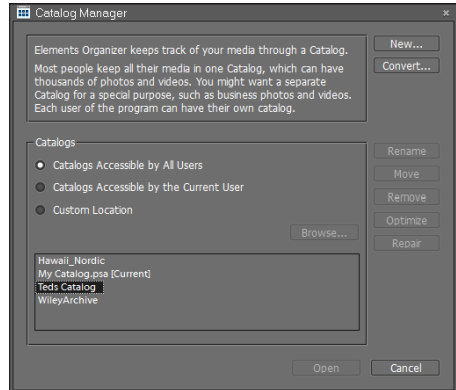 Catalog Manager
Elements Organizer keeps track of your media through a Catalog.
Most people keep all their media in one Catalog, which can have
thousands of photos and videos. You might want a separate
Catalog for a special purpose, such as business photos and videos.
Each user of the program can have their own catalog.
New...
Convert...
Catalogs
Catalogs Accessible by All Users
Catalogs Accessible by the Current User
Custom Location
Browse...
Rename
Move
Remove
Optimize
Repair
Hawaii_Nordic
My Catalog.psa [Current]
Teds Catalog
WileyArchive
Open
Cancel